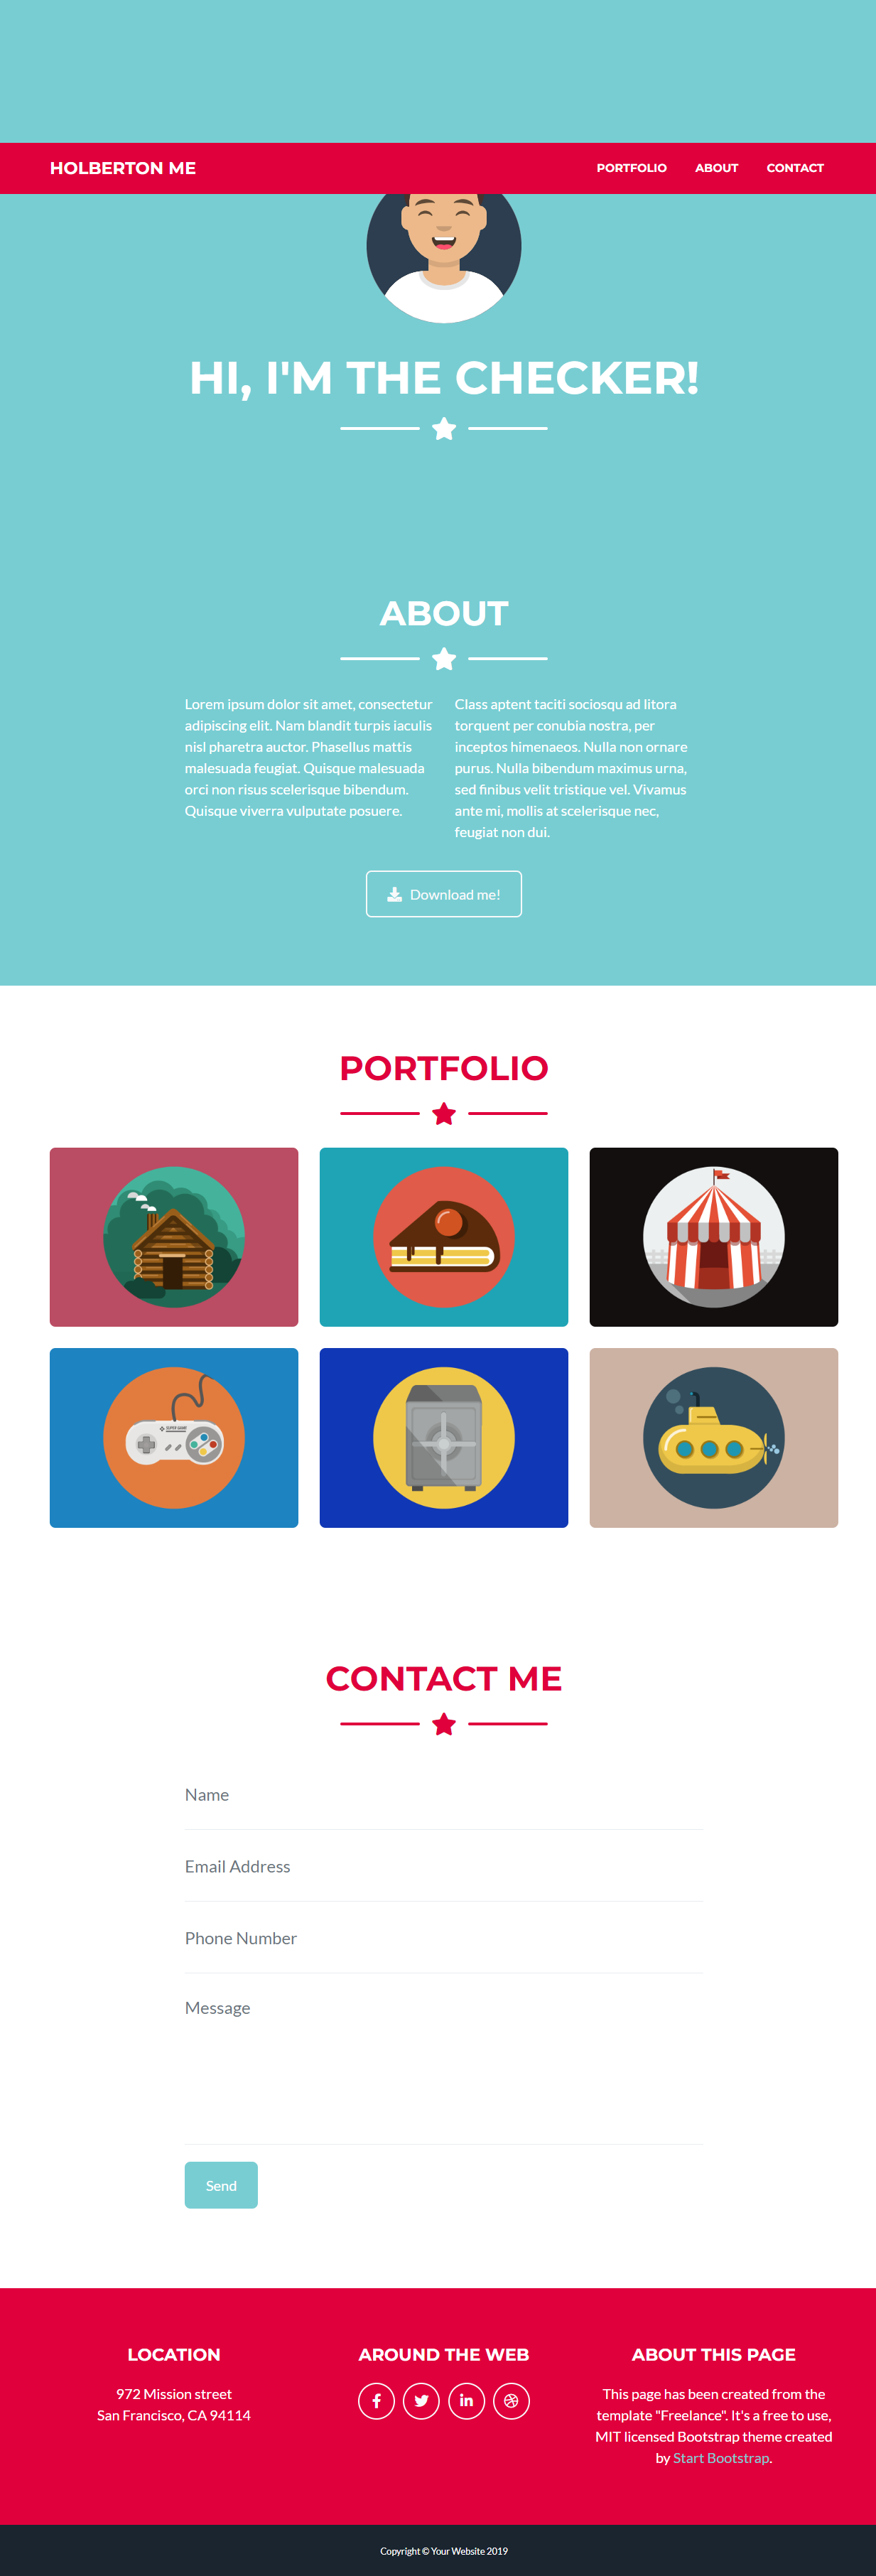 HOLBERTON ME
PORTFOLIO ABOUT CONTACT
HI, I'M THE CHECKER!
ABOUT
Lorem ipsum dolor sit amet, consectetur
adipiscing elit. Nam blandit turpis iaculis
nisl pharetra auctor. Phasellus mattis
malesuada feugiat. Quisque malesuada
orci non risus scelerisque bibendum.
Quisque viverra vulputate posuere.
Class aptent taciti sociosqu ad litora
torquent per conubia nostra, per
inceptos himenaeos. Nulla non ornare
purus. Nulla bibendum maximus urna,
sed finibus velit tristique vel. Vivamus
ante mi, mollis at scelerisque nec,
feugiat non dui.
Download me!
PORTFOLIO
CONTACT ME
Name
Email Address
Phone Number
Message
Send
LOCATION
972 Mission street
San Francisco, CA 94114
AROUND THE WEB
ABOUT THIS PAGE
This page has been created from the
template "Freelance". It's a free to use,
MIT licensed Bootstrap theme created
by Start Bootstrap.
Copyright © Your Website 2019